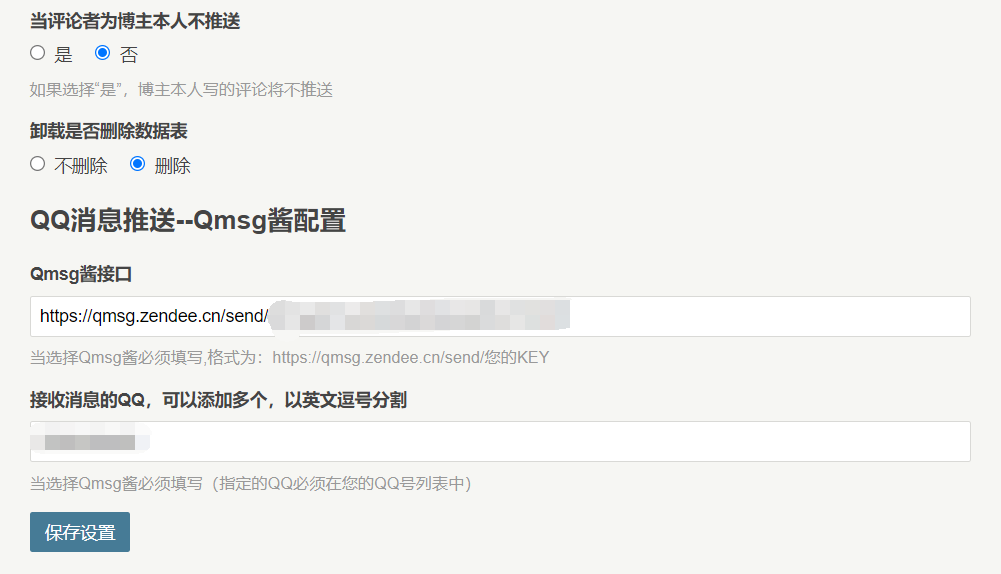 当评论者为博主本人不推送
是 否
如果选择“是”，博主本人写的评论将不推送
卸载是否删除数据表
不删除 删除
QQ消息推送--Qmsg酱配置
Qmsg酱接口
https://qmsg.zendee.cn/send/
当选择Qmsg酱必须填写,格式为：https://qmsg.zendee.cn/send/您的KEY
接收消息的QQ，可以添加多个，以英文逗号分割
当选择Qmsg酱必须填写（指定的QQ必须在您的QQ号列表中）
保存设置